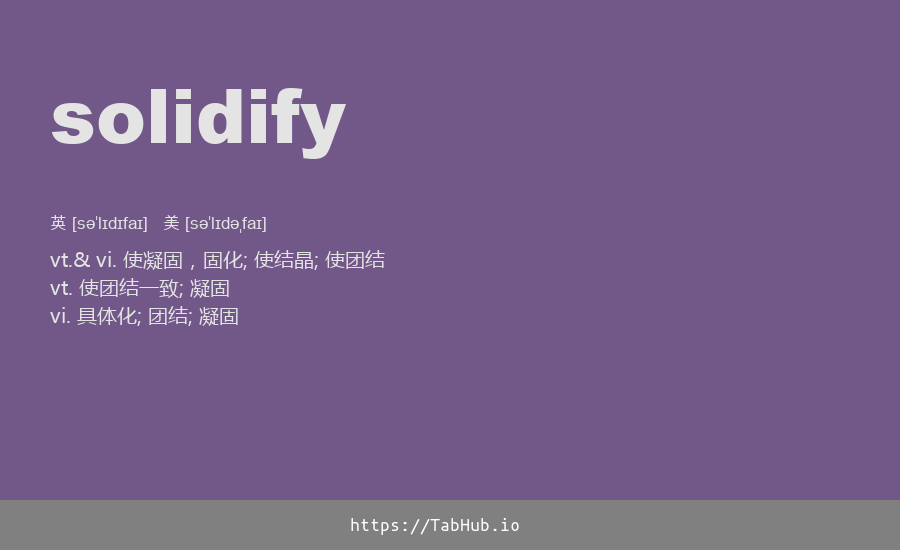 solidify
英 [səˈlɪdɪfaɪ] 美 [səˈlɪdəˌfaɪ]
vt.& vi. 使凝固，固化; 使结晶; 使团结
vt. 使团结一致; 凝固
vi. 具体化; 团结; 凝固
https://TabHub.io